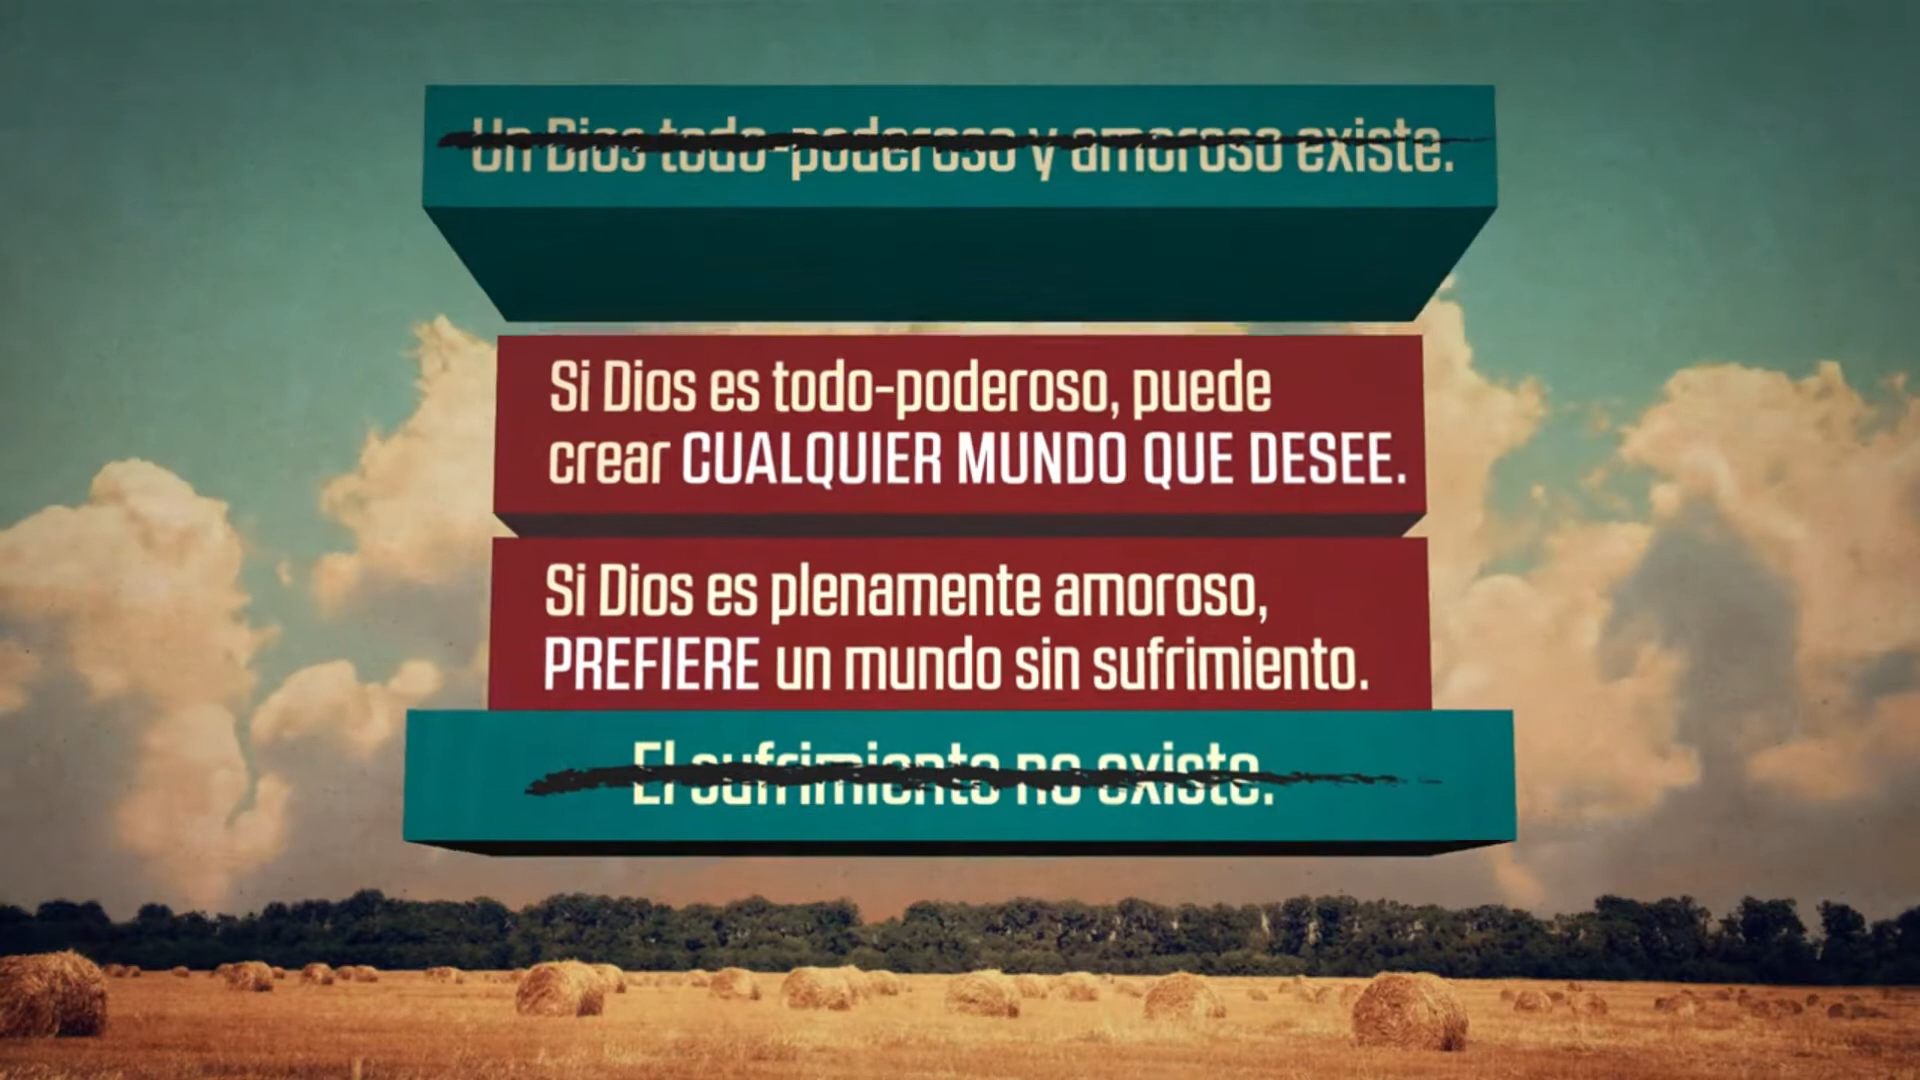 Un Dios todo-poderoso y amoroso existe.
Si Dios es todo-poderoso, puede
crear CUALQUIER MUNDO QUE DESEE.
Si Dios es plenamente amoroso,
PREFIERE un mundo sin sufrimiento.
El sufrimiento no existe.